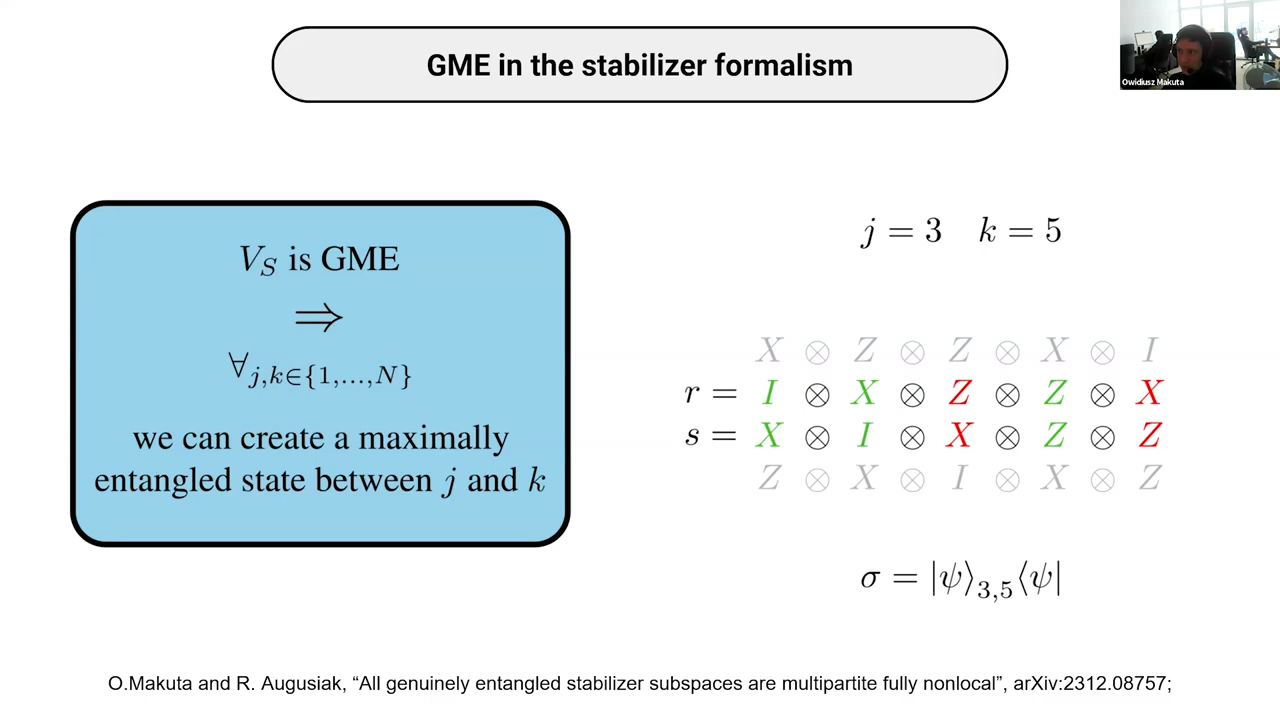 GME in the stabilizer formalism
Owidiusz Makuta
V_S is GME
⇒
∀_{j,k∈{1,...,N}}
we can create a maximally
entangled state between j and k
j = 3 k = 5
X ⊗ Z ⊗ Z ⊗ X ⊗ I
r = I ⊗ X ⊗ Z ⊗ Z ⊗ X
s = X ⊗ I ⊗ X ⊗ Z ⊗ Z
Z ⊗ X ⊗ I ⊗ X ⊗ Z
σ = |ψ⟩_{3,5}⟨ψ|
O.Makuta and R. Augusiak, “All genuinely entangled stabilizer subspaces are multipartite fully nonlocal”, arXiv:2312.08757;